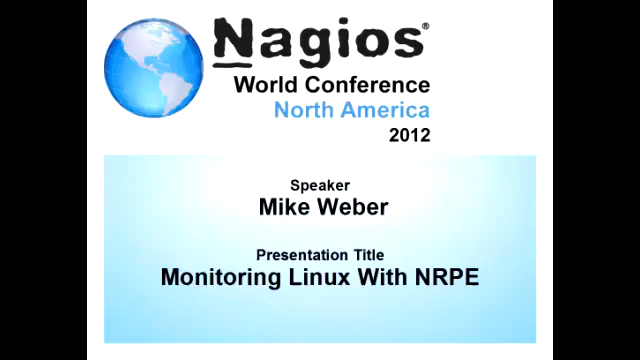 Nagios®
World Conference
North America
2012
Speaker
Mike Weber
Presentation Title
Monitoring Linux With NRPE